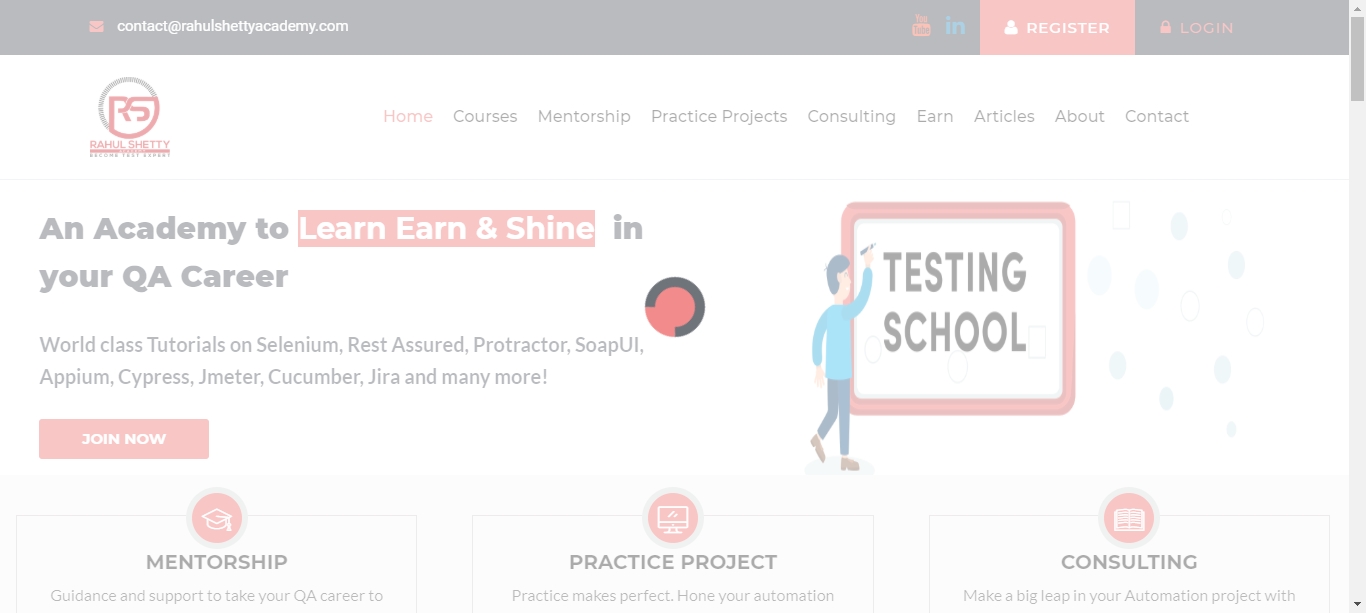 contact@rahulshettyacademy.com
You
Tube
in
REGISTER
LOGIN
RS
RAHUL SHETTY
ACADEMY
BECOME TEST EXPERT
Home Courses Mentorship Practice Projects Consulting Earn Articles About Contact
An Academy to Learn Earn & Shine in
your QA Career
World class Tutorials on Selenium, Rest Assured, Protractor, SoapUI,
Appium, Cypress, Jmeter, Cucumber, Jira and many more!
JOIN NOW
TESTING
SCHOOL
MENTORSHIP
Guidance and support to take your QA career to
PRACTICE PROJECT
Practice makes perfect. Hone your automation
CONSULTING
Make a big leap in your Automation project with